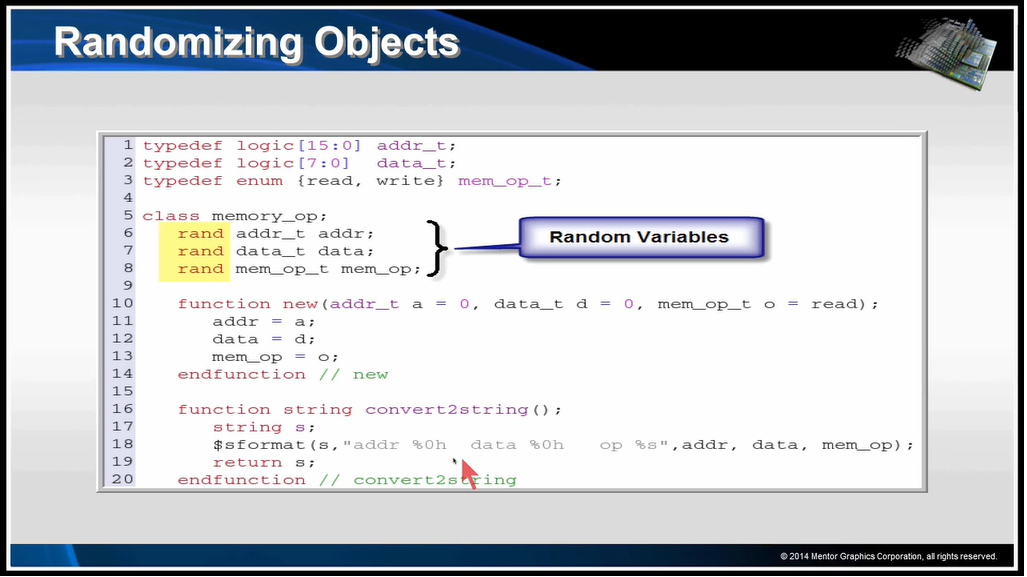 Randomizing Objects
1 typedef logic[15:0] addr_t;
2 typedef logic[7:0] data_t;
3 typedef enum {read, write} mem_op_t;
4
5 class memory_op;
6 rand addr_t addr;
7 rand data_t data;
8 rand mem_op_t mem_op;
Random Variables
9
10 function new(addr_t a = 0, data_t d = 0, mem_op_t o = read);
11 addr = a;
12 data = d;
13 mem_op = o;
14 endfunction // new
15
16 function string convert2string();
17 string s;
18 $sformat(s,"addr %0h  data %0h   op %s",addr, data, mem_op);
19 return s;
20 endfunction // convert2string
© 2014 Mentor Graphics Corporation, all rights reserved.